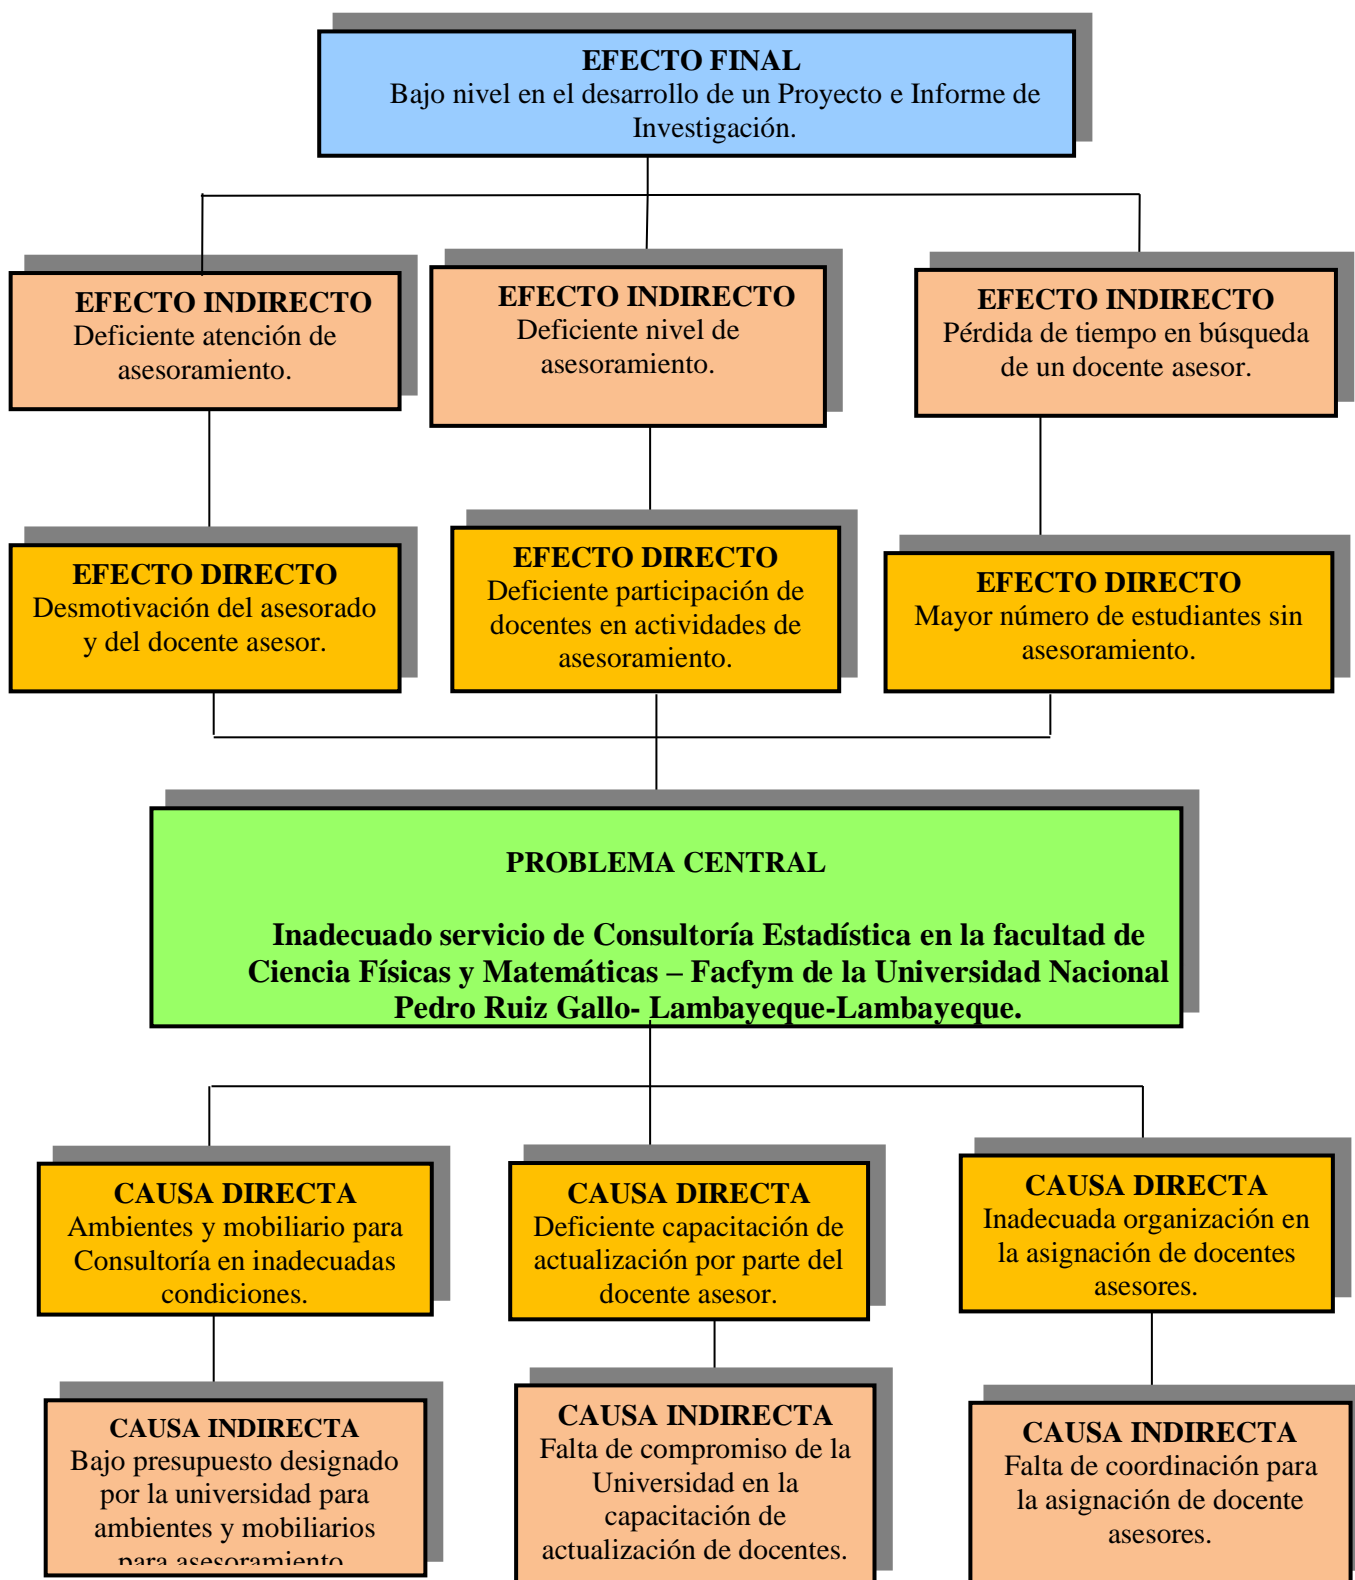 EFECTO FINAL
Bajo nivel en el desarrollo de un Proyecto e Informe de
Investigación.
EFECTO INDIRECTO
Deficiente atención de
asesoramiento.
EFECTO INDIRECTO
Deficiente nivel de
asesoramiento.
EFECTO INDIRECTO
Pérdida de tiempo en búsqueda
de un docente asesor.
EFECTO DIRECTO
Desmotivación del asesorado
y del docente asesor.
EFECTO DIRECTO
Deficiente participación de
docentes en actividades de
asesoramiento.
EFECTO DIRECTO
Mayor número de estudiantes sin
asesoramiento.
PROBLEMA CENTRAL
Inadecuado servicio de Consultoría Estadística en la facultad de
Ciencia Físicas y Matemáticas – Facfym de la Universidad Nacional
Pedro Ruiz Gallo- Lambayeque-Lambayeque.
CAUSA DIRECTA
Ambientes y mobiliario para
Consultoría en inadecuadas
condiciones.
CAUSA DIRECTA
Deficiente capacitación de
actualización por parte del
docente asesor.
CAUSA DIRECTA
Inadecuada organización en
la asignación de docentes
asesores.
CAUSA INDIRECTA
Bajo presupuesto designado
por la universidad para
ambientes y mobiliarios
para asesoramiento
CAUSA INDIRECTA
Falta de compromiso de la
Universidad en la
capacitación de
actualización de docentes.
CAUSA INDIRECTA
Falta de coordinación para
la asignación de docente
asesores.